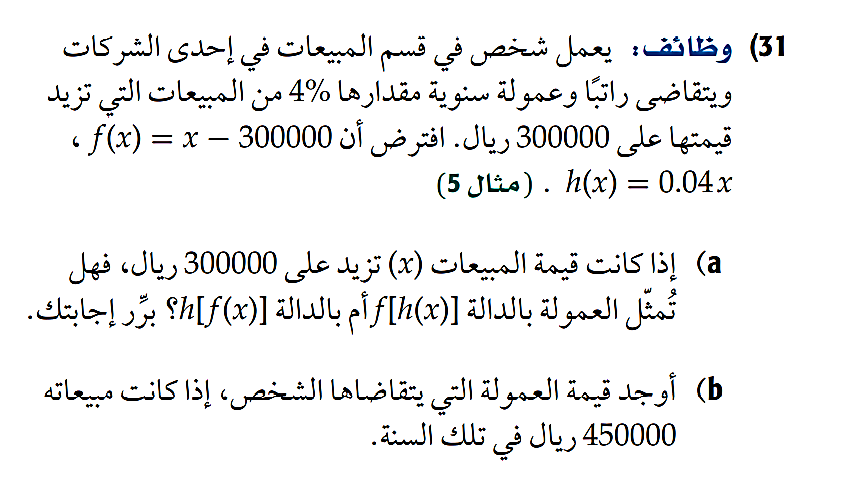 31) وظائف: يعمل شخص في قسم المبيعات في إحدى الشركات
ويتقاضى راتبًا وعمولة سنوية مقدارها 4% من المبيعات التي تزيد
قيمتها على 300000 ريال. افترض أن f(x) = x − 300000 ،
h(x) = 0.04x . (مثال 5)
a) إذا كانت قيمة المبيعات (x) تزيد على 300000 ريال، فهل
تُمثّل العمولة بالدالة f[h(x)] أم بالدالة h[f(x)]؟ برِّر إجابتك.
b) أوجد قيمة العمولة التي يتقاضاها الشخص، إذا كانت مبيعاته
450000 ريال في تلك السنة.